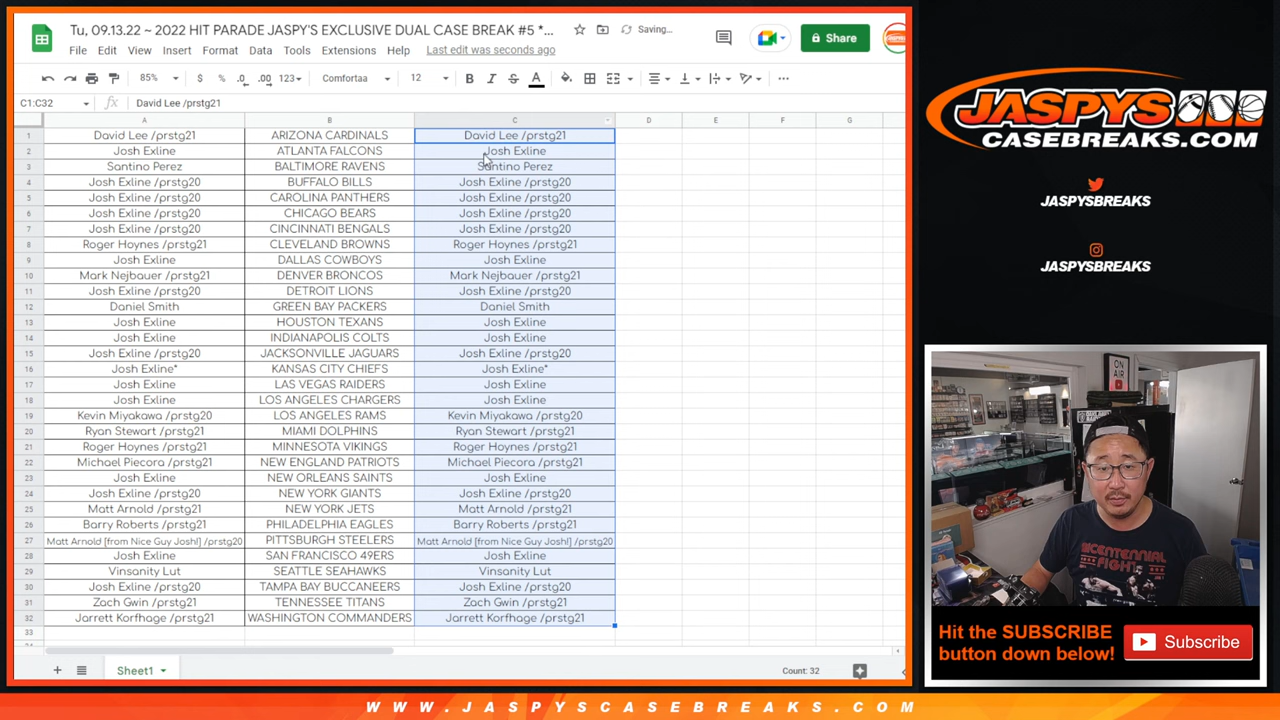 Tu, 09.13.22 ~ 2022 HIT PARADE JASPY'S EXCLUSIVE DUAL CASE BREAK #5 *... Saving... Share
File Edit View Insert Format Data Tools Extensions Help Last edit was seconds ago
85% $ % .0 .00 123 Comfortaa 12 B I S A
C1:C32 fx David Lee /prstg21
A B C D E F G
1 David Lee /prstg21 ARIZONA CARDINALS David Lee /prstg21
2 Josh Exline ATLANTA FALCONS Josh Exline
3 Santino Perez BALTIMORE RAVENS Santino Perez
4 Josh Exline /prstg20 BUFFALO BILLS Josh Exline /prstg20
5 Josh Exline /prstg20 CAROLINA PANTHERS Josh Exline /prstg20
6 Josh Exline /prstg20 CHICAGO BEARS Josh Exline /prstg20
7 Josh Exline /prstg20 CINCINNATI BENGALS Josh Exline /prstg20
8 Roger Hoynes /prstg21 CLEVELAND BROWNS Roger Hoynes /prstg21
9 Josh Exline DALLAS COWBOYS Josh Exline
10 Mark Nejbauer /prstg21 DENVER BRONCOS Mark Nejbauer /prstg21
11 Josh Exline /prstg20 DETROIT LIONS Josh Exline /prstg20
12 Daniel Smith GREEN BAY PACKERS Daniel Smith
13 Josh Exline HOUSTON TEXANS Josh Exline
14 Josh Exline INDIANAPOLIS COLTS Josh Exline
15 Josh Exline /prstg20 JACKSONVILLE JAGUARS Josh Exline /prstg20
16 Josh Exline* KANSAS CITY CHIEFS Josh Exline*
17 Josh Exline LAS VEGAS RAIDERS Josh Exline
18 Josh Exline LOS ANGELES CHARGERS Josh Exline
19 Kevin Miyakawa /prstg20 LOS ANGELES RAMS Kevin Miyakawa /prstg20
20 Ryan Stewart /prstg21 MIAMI DOLPHINS Ryan Stewart /prstg21
21 Roger Hoynes /prstg21 MINNESOTA VIKINGS Roger Hoynes /prstg21
22 Michael Piecora /prstg21 NEW ENGLAND PATRIOTS Michael Piecora /prstg21
23 Josh Exline NEW ORLEANS SAINTS Josh Exline
24 Josh Exline /prstg20 NEW YORK GIANTS Josh Exline /prstg20
25 Matt Arnold /prstg21 NEW YORK JETS Matt Arnold /prstg21
26 Barry Roberts /prstg21 PHILADELPHIA EAGLES Barry Roberts /prstg21
27 Matt Arnold [from Nice Guy Josh!] /prstg20 PITTSBURGH STEELERS Matt Arnold [from Nice Guy Josh!] /prstg20
28 Josh Exline SAN FRANCISCO 49ERS Josh Exline
29 Vinsanity Lut SEATTLE SEAHAWKS Vinsanity Lut
30 Josh Exline /prstg20 TAMPA BAY BUCCANEERS Josh Exline /prstg20
31 Zach Gwin /prstg21 TENNESSEE TITANS Zach Gwin /prstg21
32 Jarrett Korfhage /prstg21 WASHINGTON COMMANDERS Jarrett Korfhage /prstg21
33
Sheet1 Count: 32
JASPYS
CASEBREAKS.COM
JASPYSBREAKS
JASPYSBREAKS
ON AIR
BICENTENNIAL
FIGHT
Hit the SUBSCRIBE
button down below!
Subscribe
WWW.JASPYSCASEBREAKS.COM